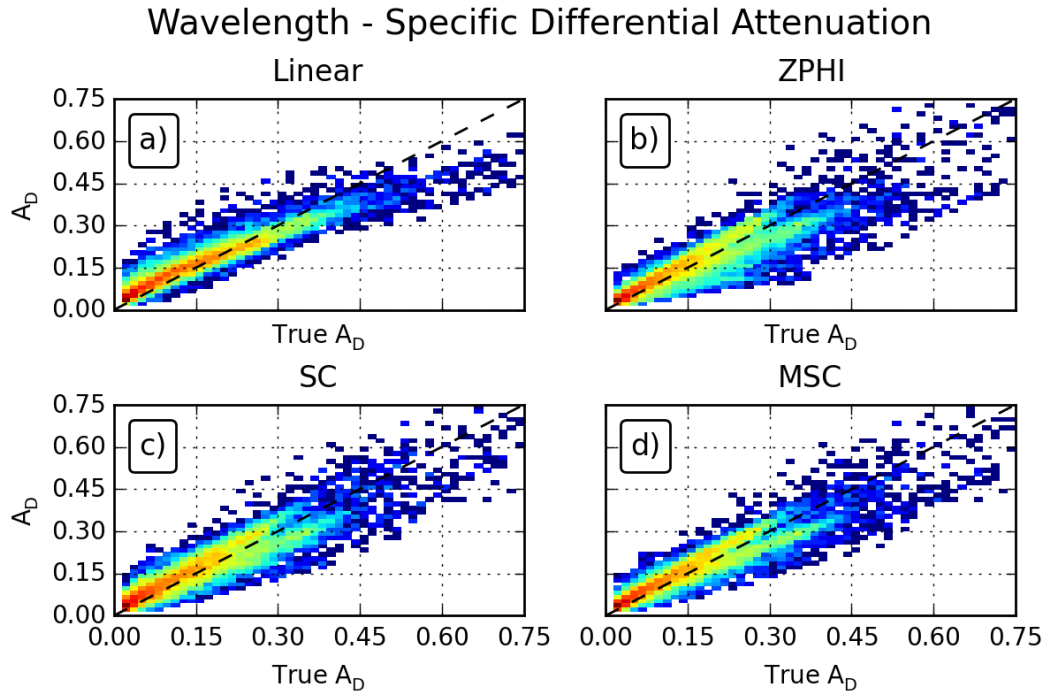 Wavelength - Specific Differential Attenuation
Linear
ZPHI
0.75
0.60
0.45
0.30
0.15
0.00
A_D
a)
b)
True A_D
True A_D
SC
MSC
0.75
0.60
0.45
0.30
0.15
0.00
A_D
c)
d)
0.00 0.15 0.30 0.45 0.60 0.75
0.00 0.15 0.30 0.45 0.60 0.75
True A_D
True A_D